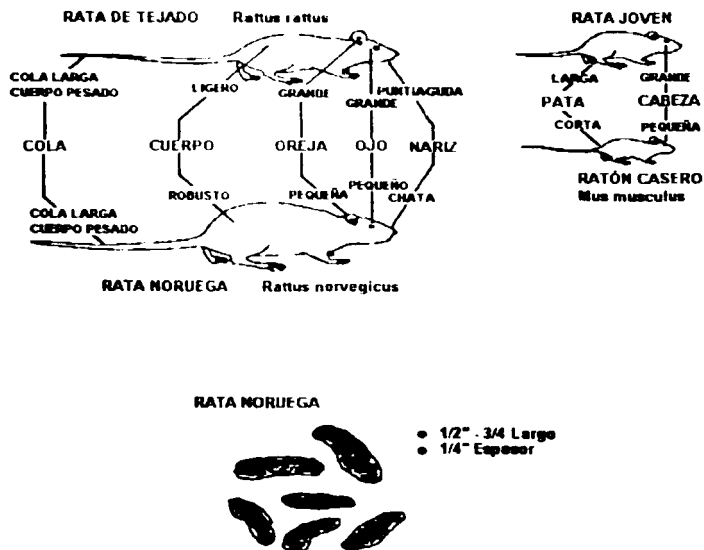 RATA DE TEJADO Rattus rattus
COLA LARGA
CUERPO PESADO
LIGERO
GRANDE
GRANDE
PUNTIAGUDA
COLA
CUERPO
OREJA
OJO
NARIZ
ROBUSTO
PEQUEÑA
PEQUEÑO
CHATA
COLA LARGA
CUERPO PESADO
RATA NORUEGA Rattus norvegicus
RATA JOVEN
LARGA
GRANDE
PATA
CABEZA
CORTA
PEQUEÑA
RATÓN CASERO
Mus musculus
RATA NORUEGA
1/2" - 3/4 Largo
1/4" Espesor